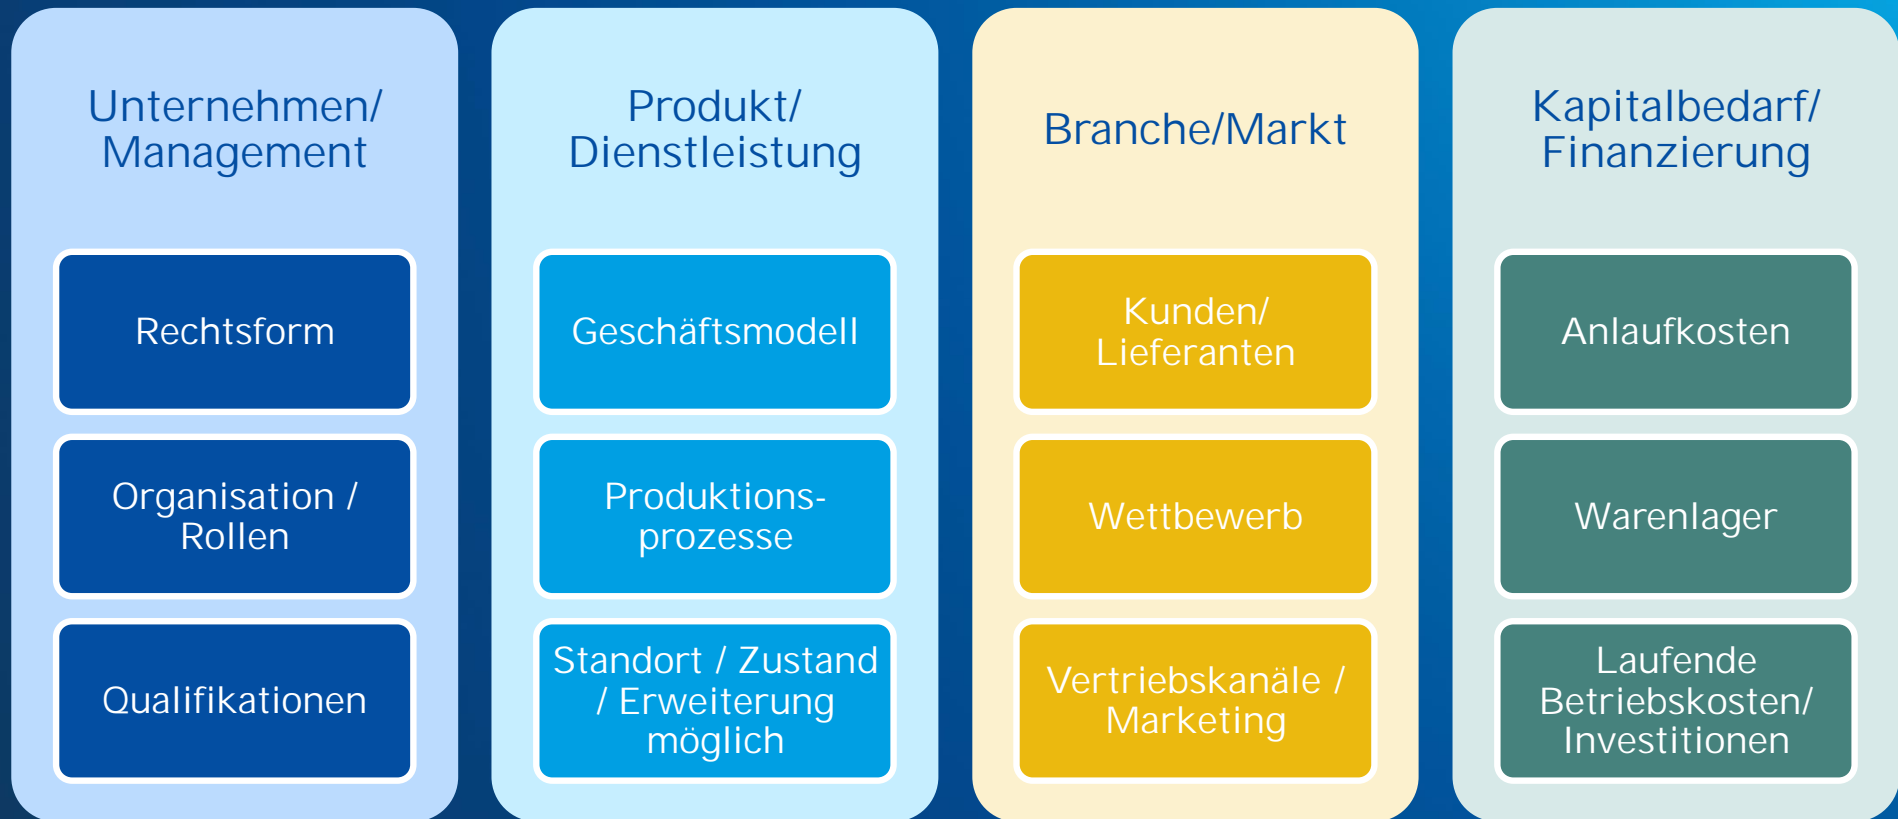 Unternehmen/
Management
Rechtsform
Organisation /
Rollen
Qualifikationen
Produkt/
Dienstleistung
Geschäftsmodell
Produktions-
prozesse
Standort / Zustand
/ Erweiterung
möglich
Branche/Markt
Kunden/
Lieferanten
Wettbewerb
Vertriebskanäle /
Marketing
Kapitalbedarf/
Finanzierung
Anlaufkosten
Warenlager
Laufende
Betriebskosten/
Investitionen